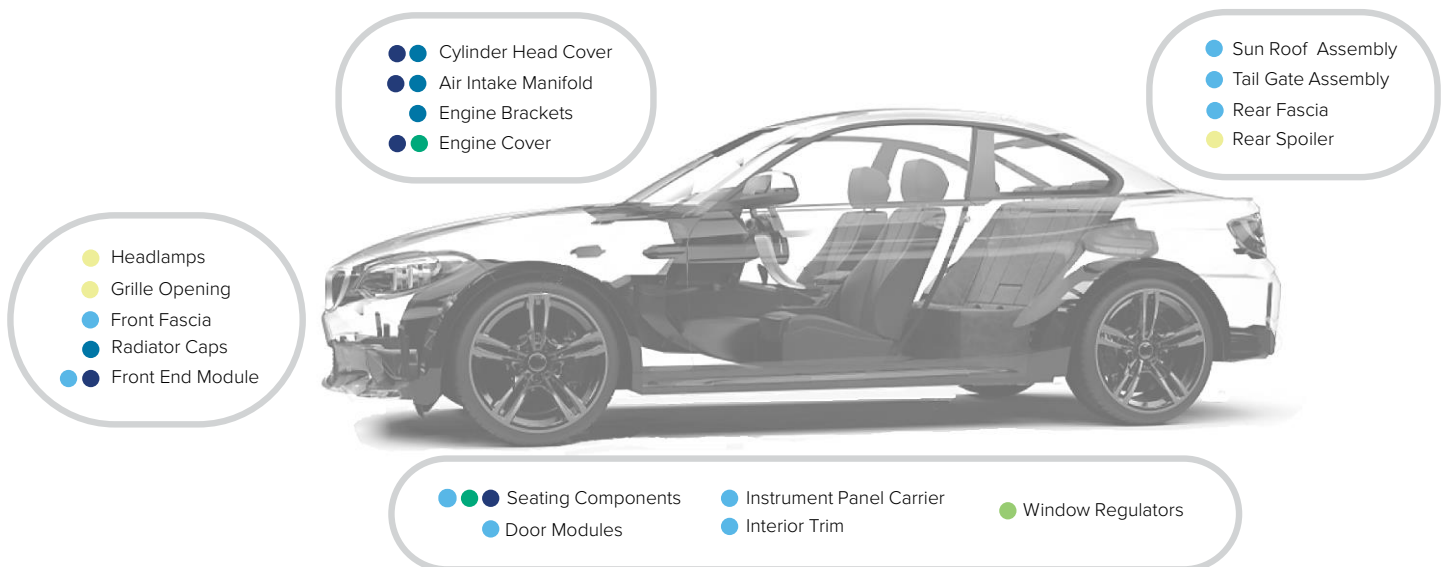 Cylinder Head Cover
Air Intake Manifold
Engine Brackets
Engine Cover
Sun Roof Assembly
Tail Gate Assembly
Rear Fascia
Rear Spoiler
Headlamps
Grille Opening
Front Fascia
Radiator Caps
Front End Module
Seating Components
Door Modules
Instrument Panel Carrier
Interior Trim
Window Regulators